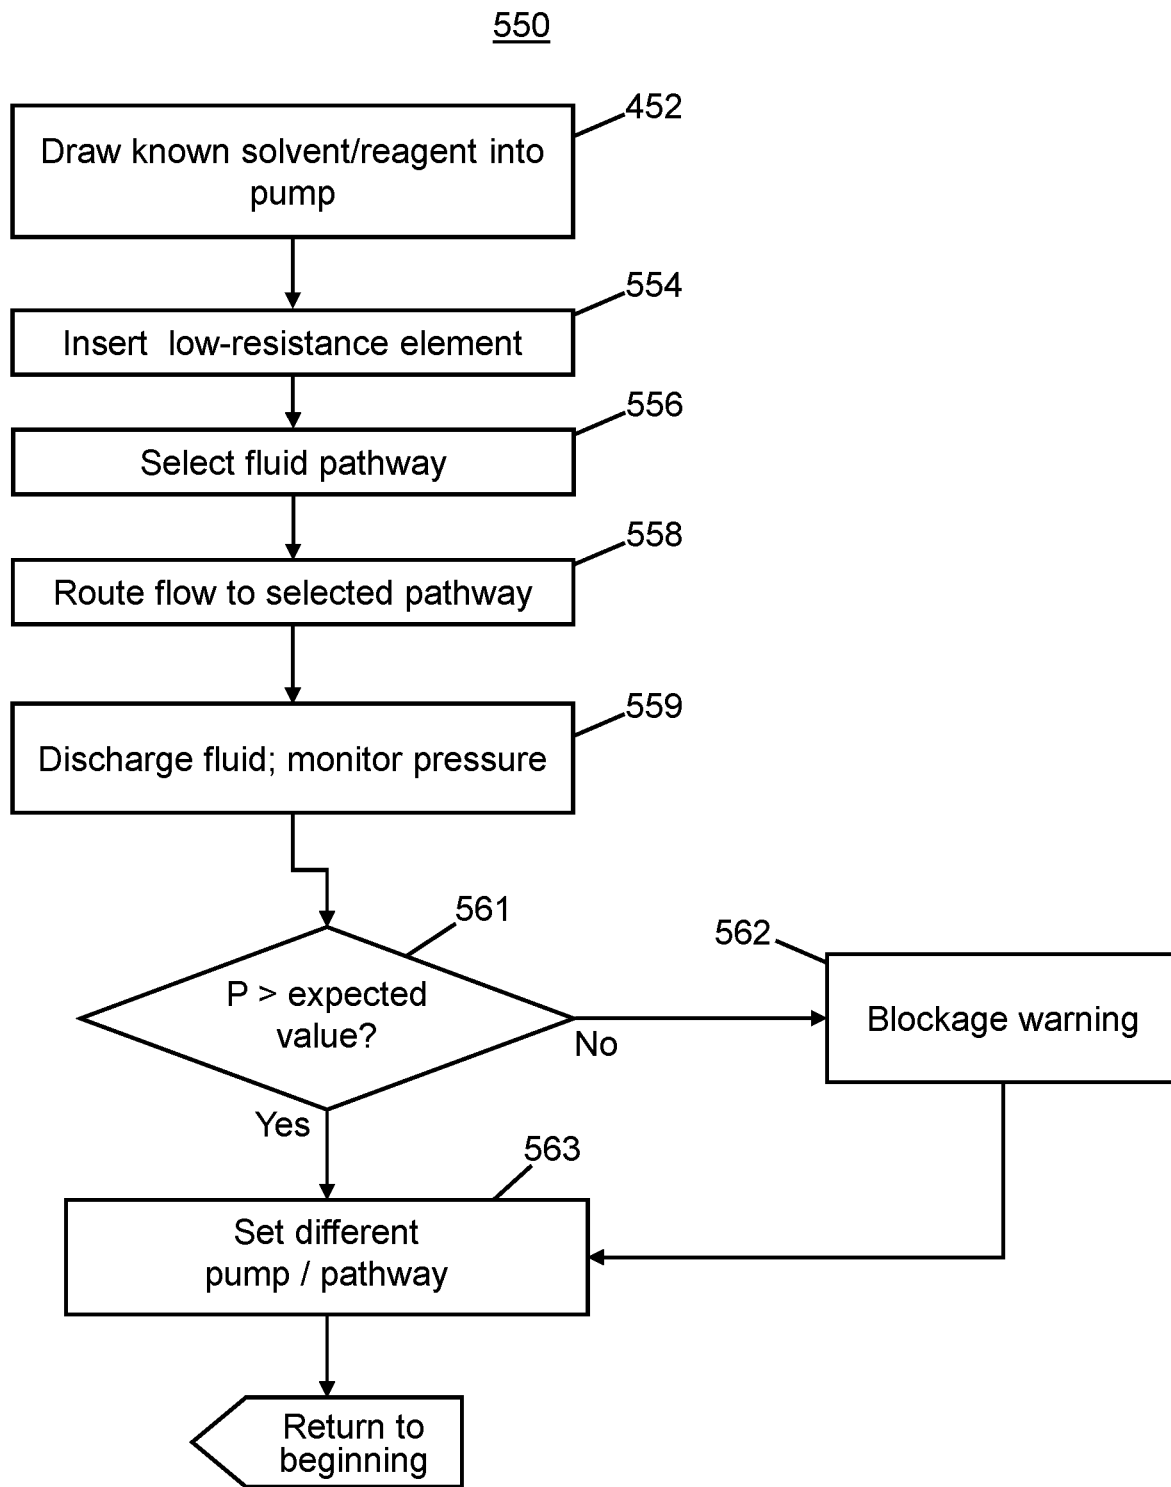 550
452
Draw known solvent/reagent into
pump
554
Insert low-resistance element
556
Select fluid pathway
558
Route flow to selected pathway
559
Discharge fluid; monitor pressure
561
P > expected
value?
562
Blockage warning
No
Yes
563
Set different
pump / pathway
Return to
beginning